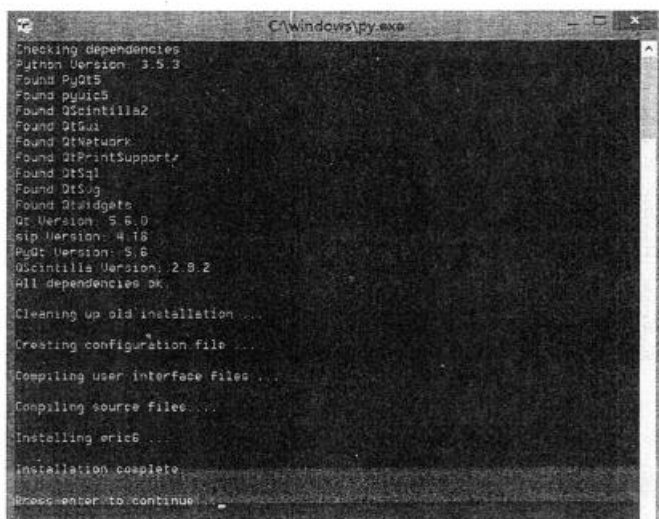 C:\windows\py.exe
Checking dependencies
Python Version: 3.5.3
Found PyQt5
Found pyuic5
Found QScintilla2
Found QtGui
Found QtNetwork
Found QtPrintSupport
Found QtSql
Found QtSvg
Found QtWidgets
Qt Version: 5.6.0
sip Version: 4.18
PyQt Version: 5.6
QScintilla Version: 2.9.2
All dependencies ok.
Cleaning up old installation ...
Creating configuration file ...
Compiling user interface files ...
Compiling source files ...
Installing eric6 ...
Installation complete.
Press enter to continue...